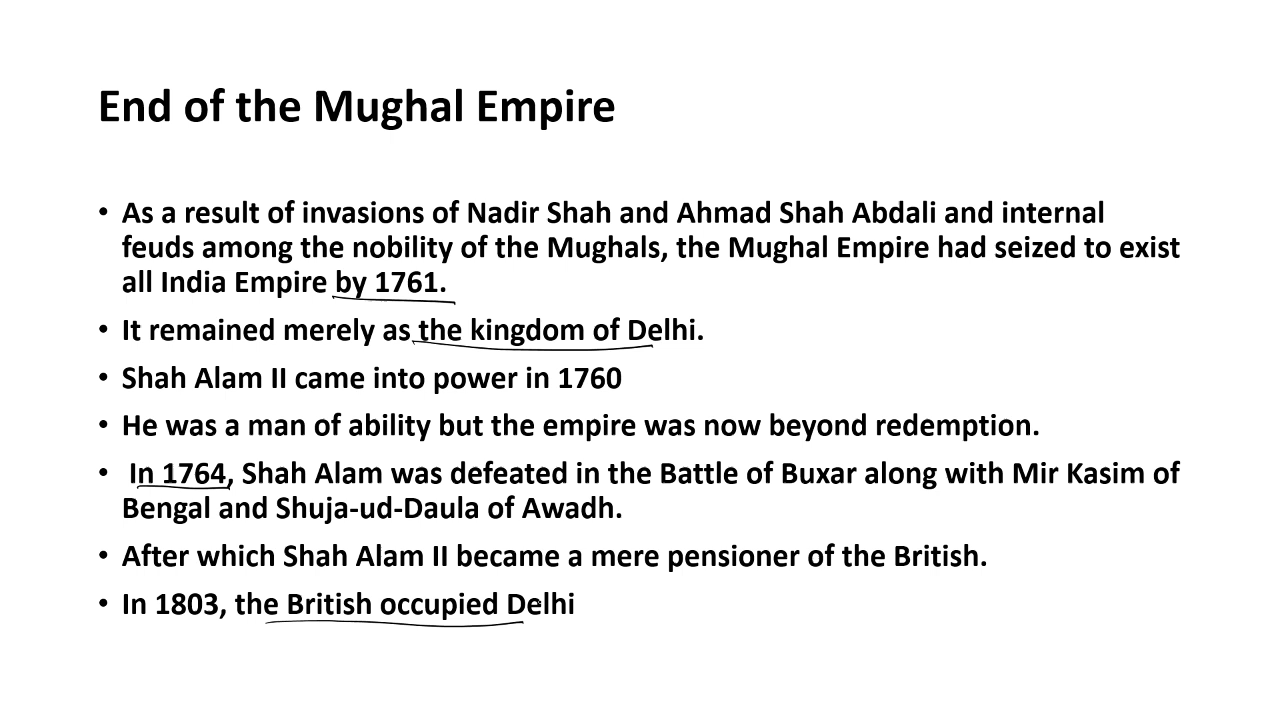 End of the Mughal Empire
• As a result of invasions of Nadir Shah and Ahmad Shah Abdali and internal
feuds among the nobility of the Mughals, the Mughal Empire had seized to exist
all India Empire by 1761.
• It remained merely as the kingdom of Delhi.
• Shah Alam II came into power in 1760
• He was a man of ability but the empire was now beyond redemption.
• In 1764, Shah Alam was defeated in the Battle of Buxar along with Mir Kasim of
Bengal and Shuja-ud-Daula of Awadh.
• After which Shah Alam II became a mere pensioner of the British.
• In 1803, the British occupied Delhi